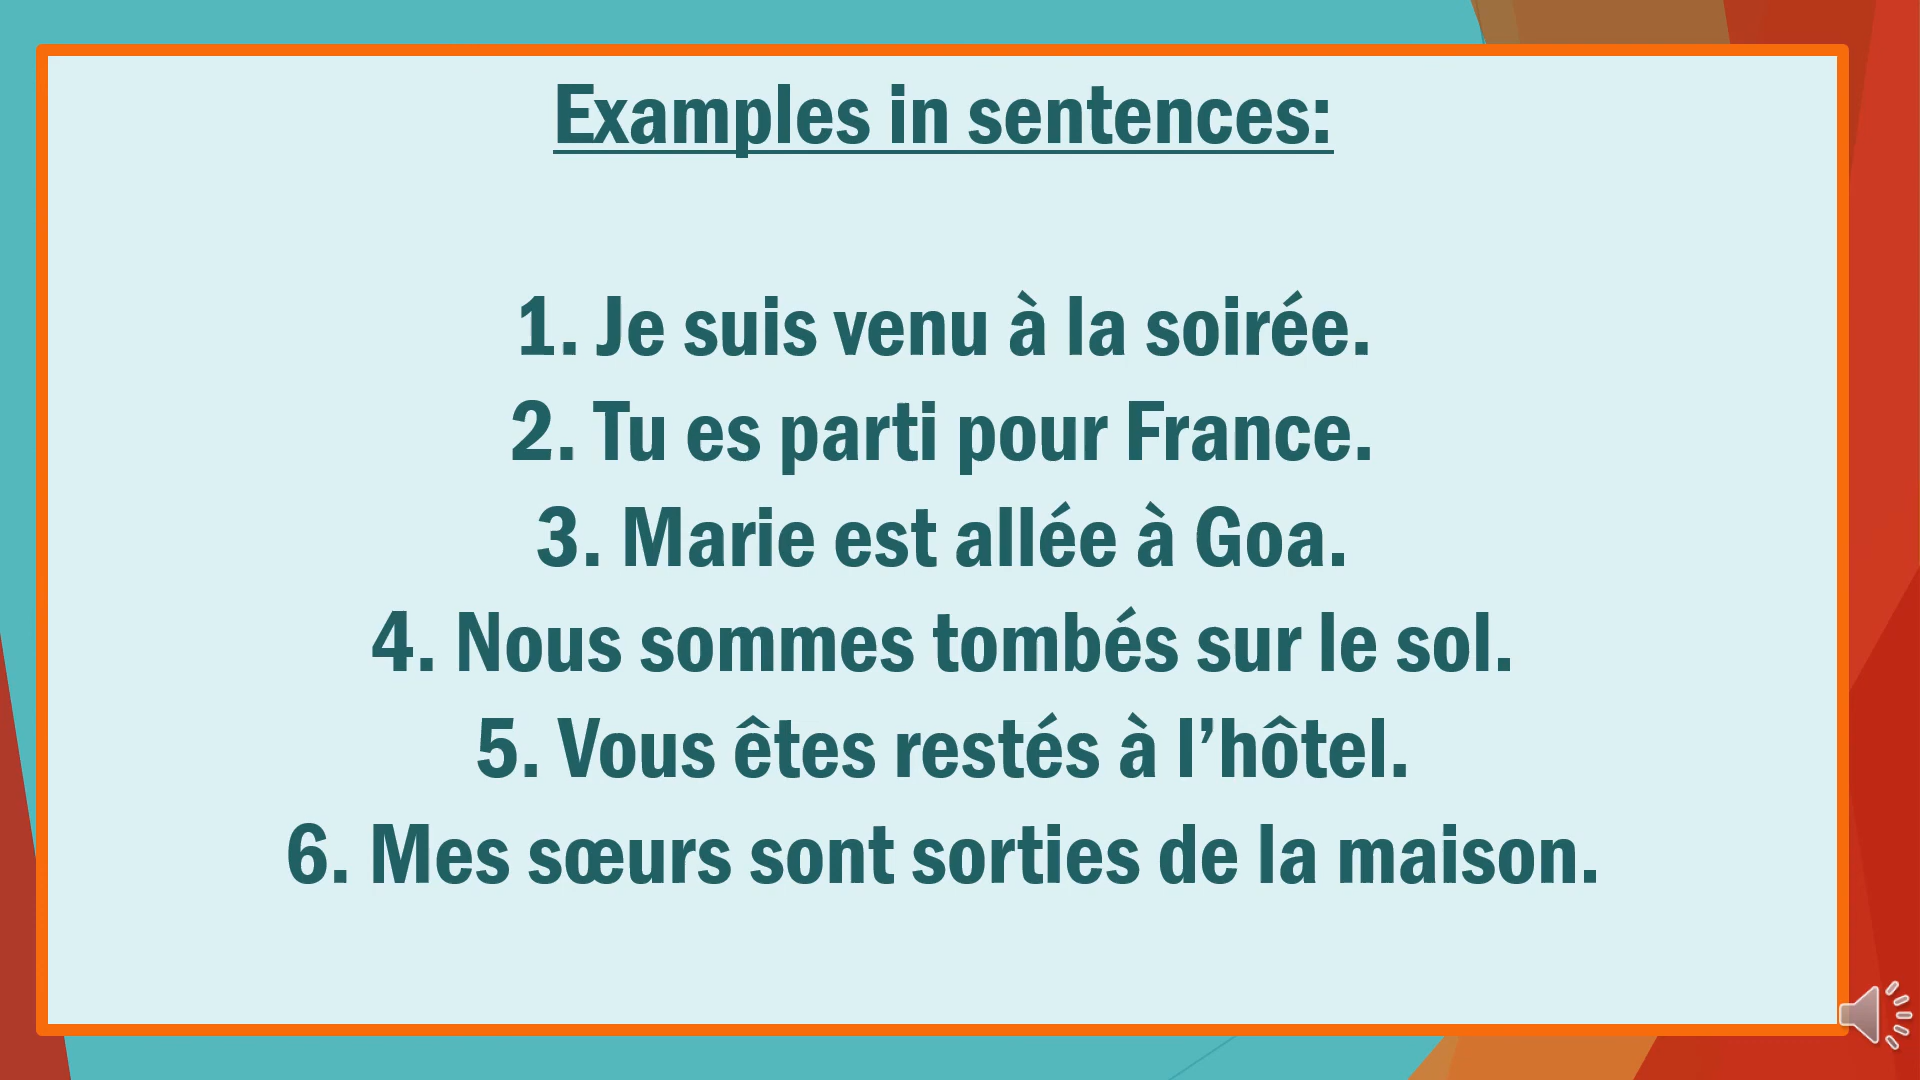 Examples in sentences:
1. Je suis venu à la soirée.
2. Tu es parti pour France.
3. Marie est allée à Goa.
4. Nous sommes tombés sur le sol.
5. Vous êtes restés à l’hôtel.
6. Mes sœurs sont sorties de la maison.